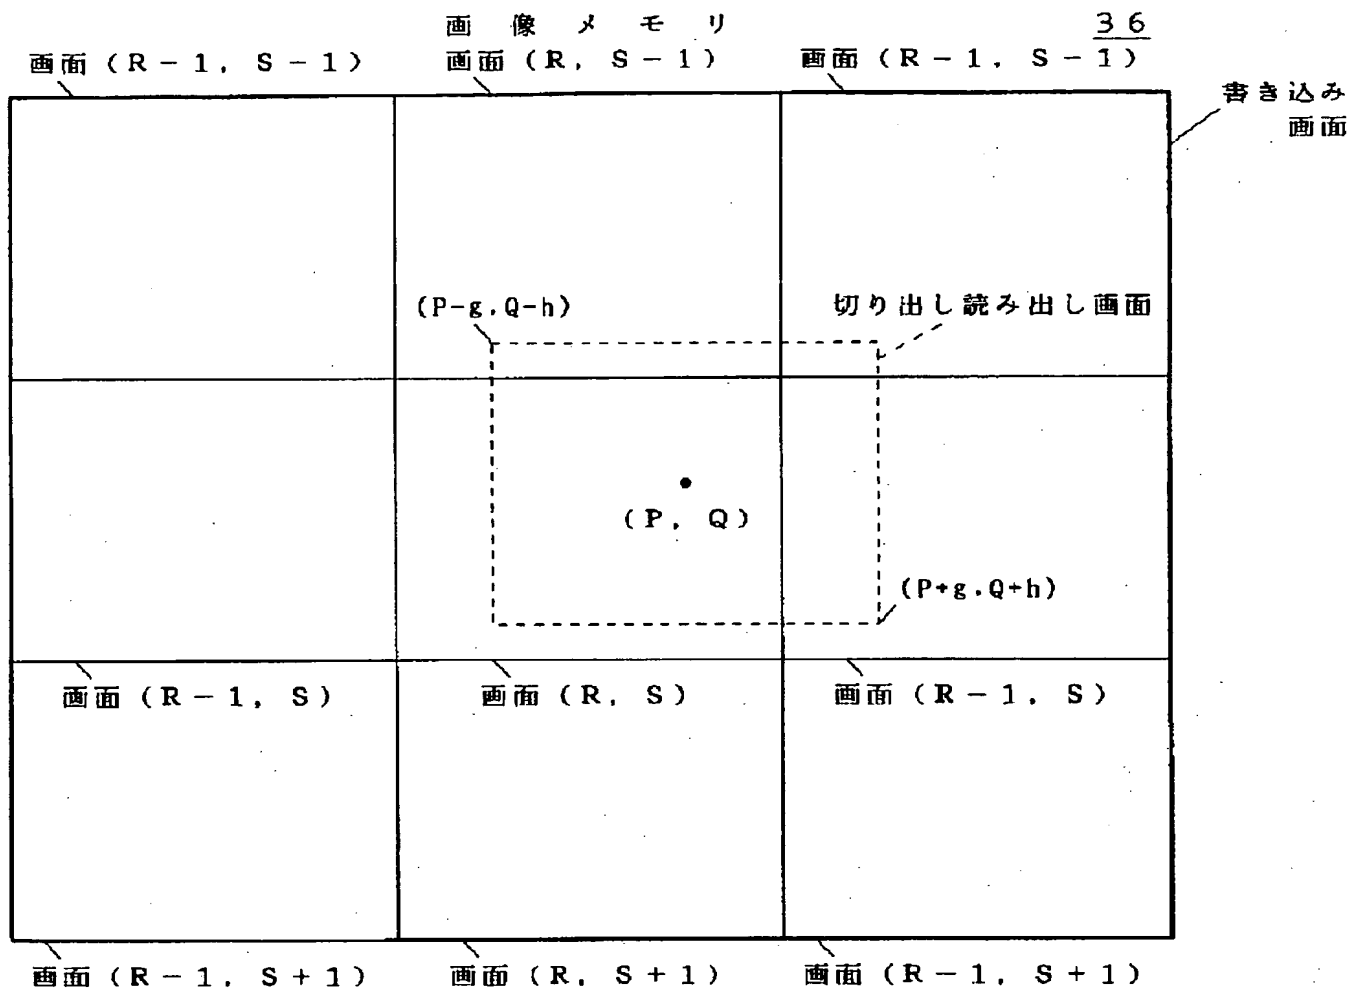 画像メモリ 36
画面(R-1, S-1) 画面(R, S-1) 画面(R-1, S-1)
書き込み
画面
(P-g, Q-h) 切り出し読み出し画面
(P, Q)
(P+g, Q+h)
画面(R-1, S) 画面(R, S) 画面(R-1, S)
画面(R-1, S+1) 画面(R, S+1) 画面(R-1, S+1)